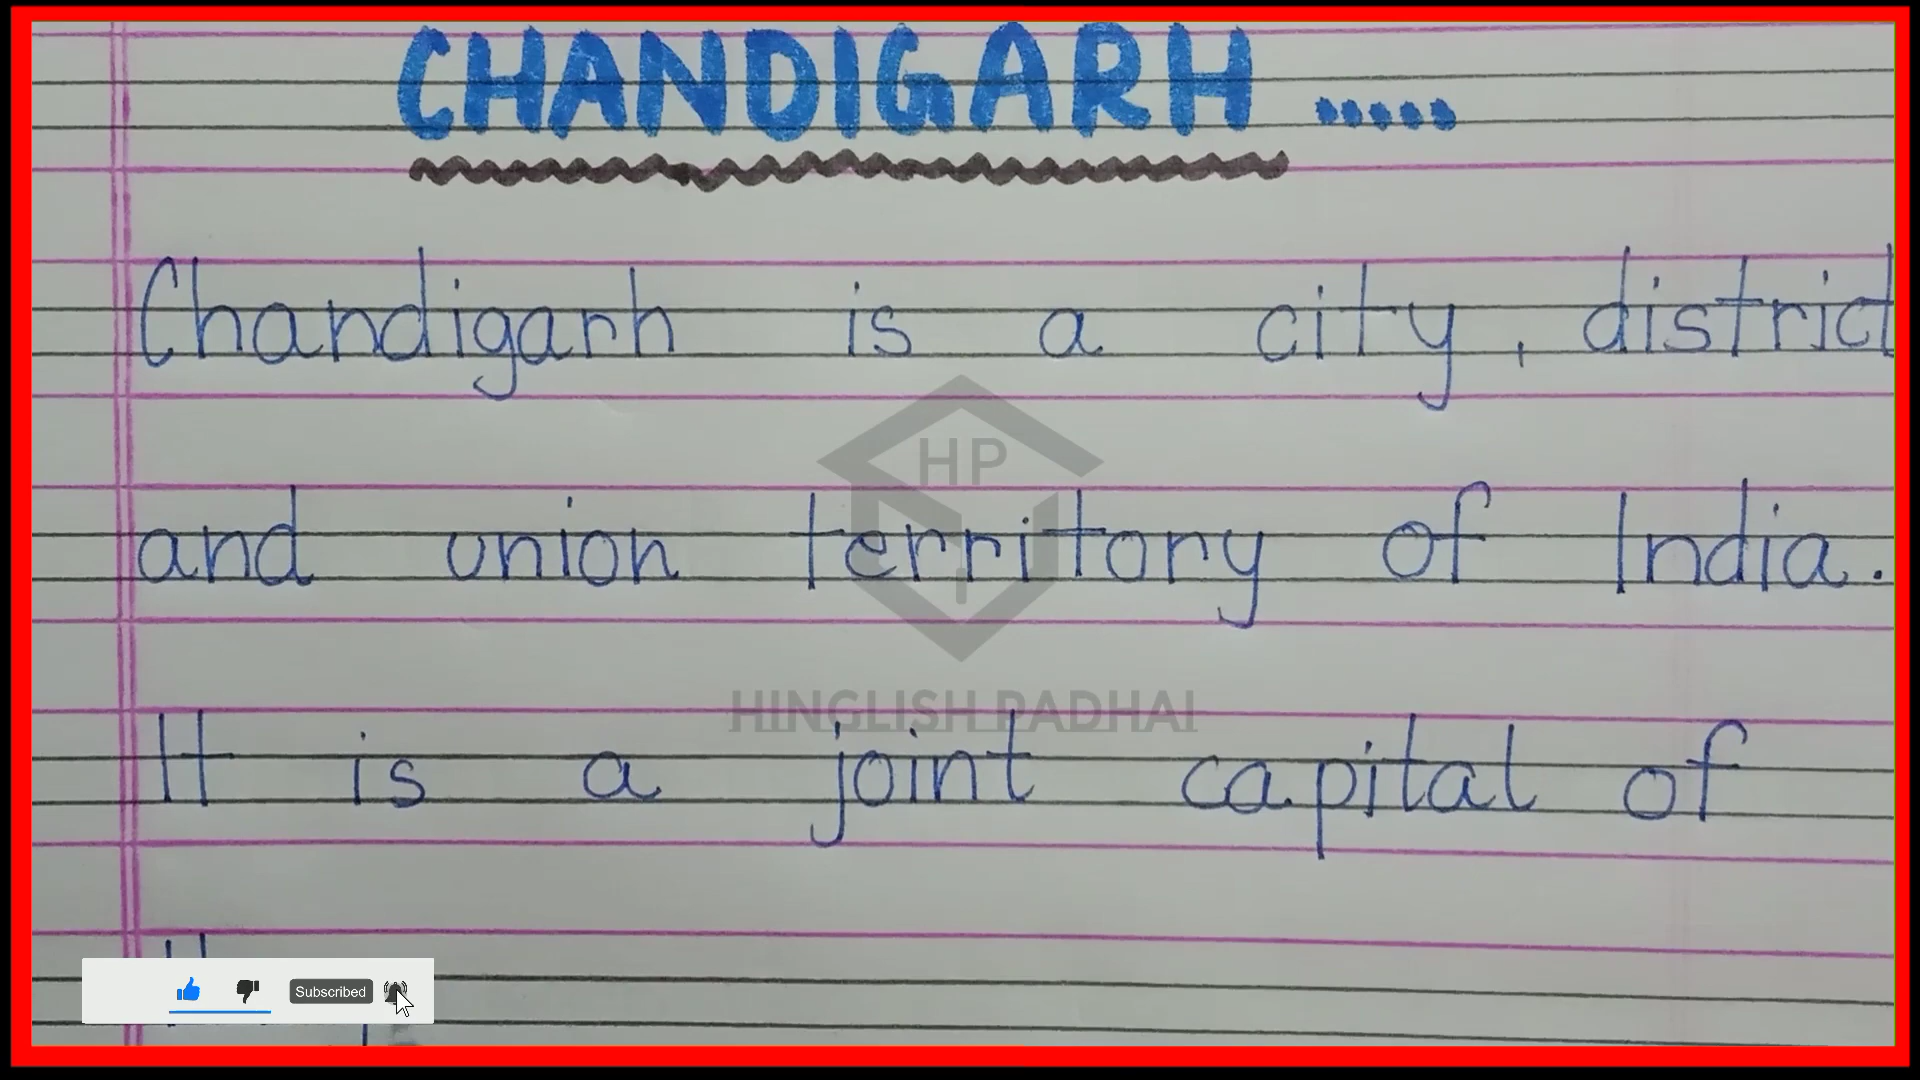 CHANDIGARH .....
Chandigarh is a city, district
and union territory of India.
HP
HINGLISH PADHAI
It is a joint capital of
Subscribed